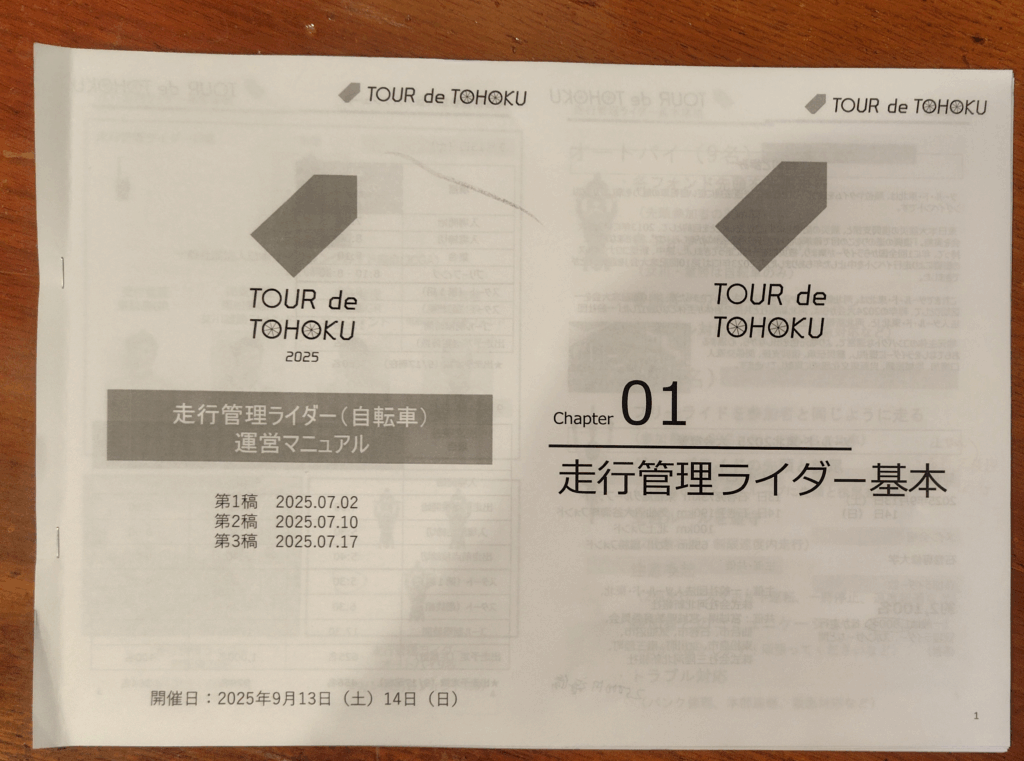 TOUR de TOHOKU
TOUR de
TOHOKU
2025
走行管理ライダー（自転車）
運営マニュアル
第1稿 2025.07.02
第2稿 2025.07.10
第3稿 2025.07.17
開催日：2025年9月13日（土）14日（日）
TOUR de TOHOKU
TOUR de
TOHOKU
Chapter 01
走行管理ライダー基本
1